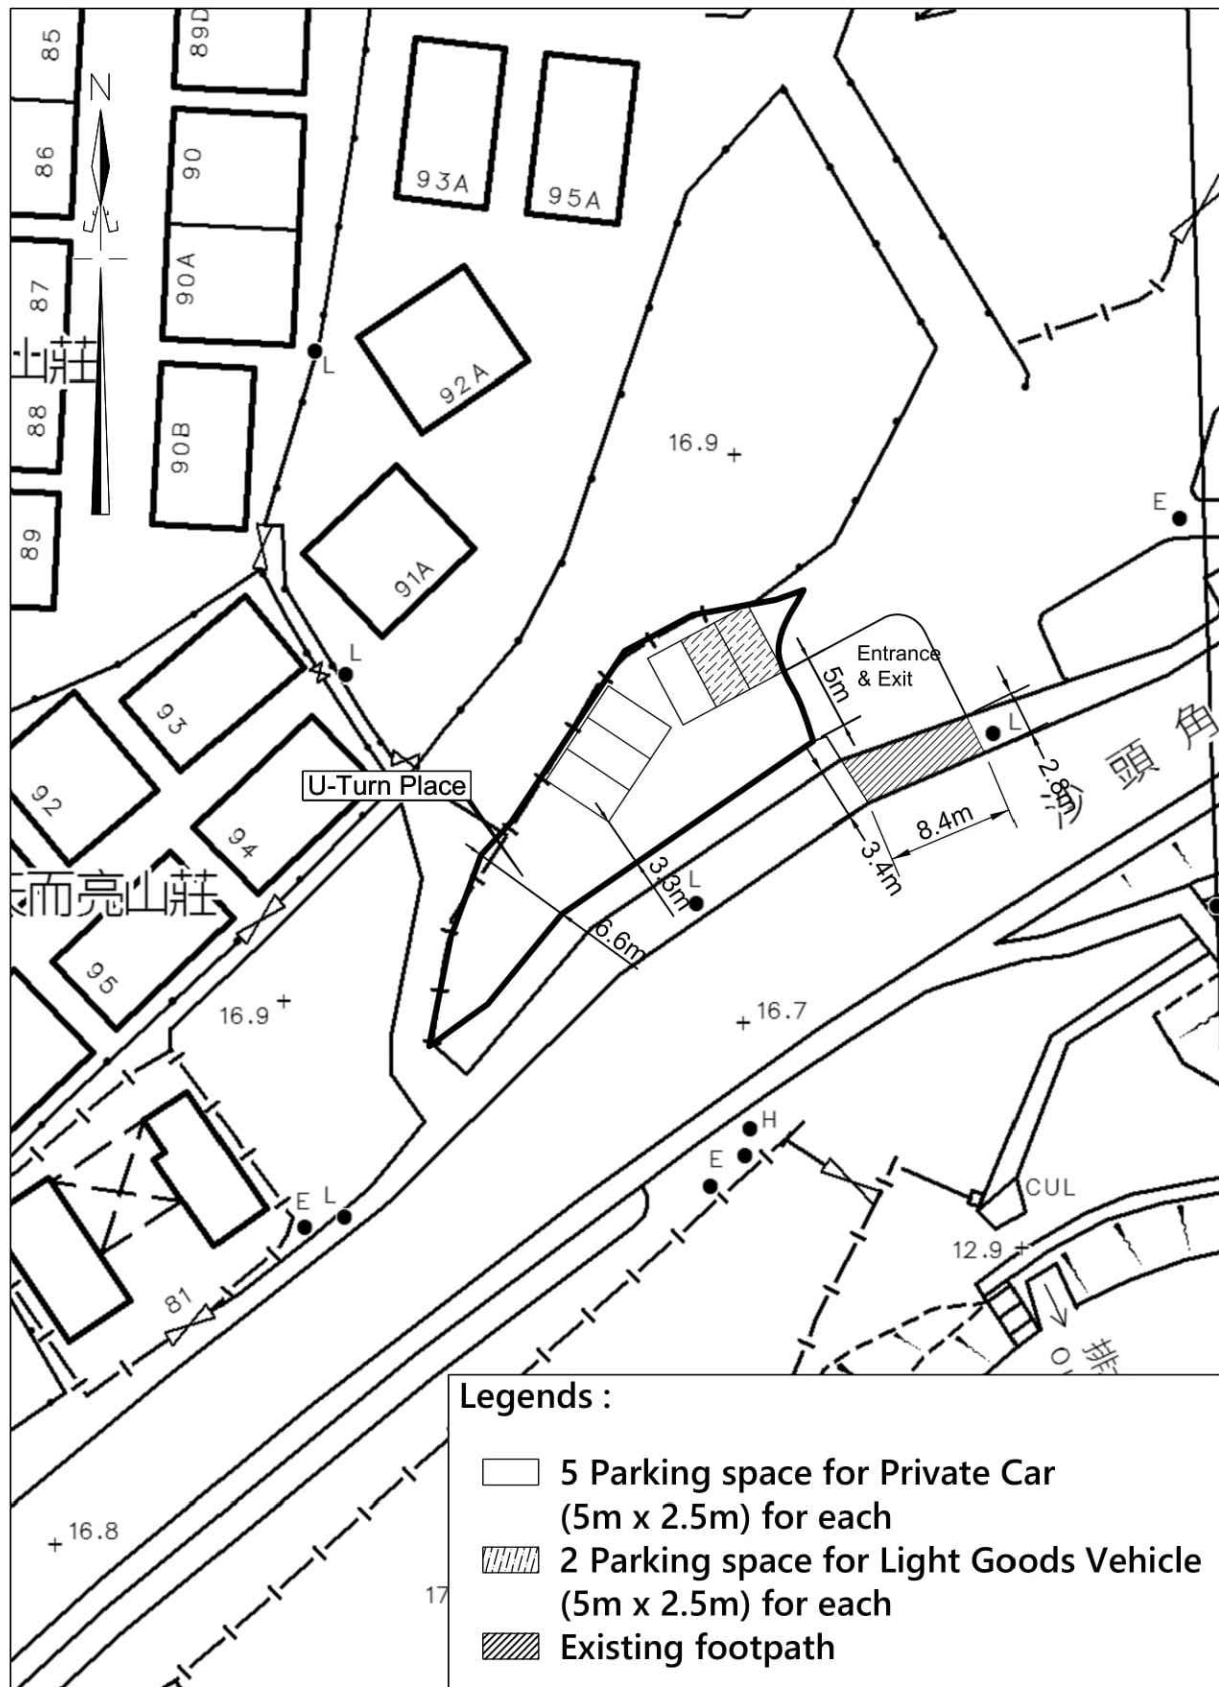 85
89D
N
86
90
93A
95A
87
90A
山莊
L
92A
88
90B
16.9
E
89
91A
L
Entrance
& Exit
5m
93
L
沙頭角
U-Turn Place
92
2.8m
8.4m
94
3.4m
3.3m
L
而亮山莊
6.6m
95
16.9
16.7
H
E
CUL
E
L
12.9
81
排
Legends :
5 Parking space for Private Car
(5m x 2.5m) for each
16.8
2 Parking space for Light Goods Vehicle
(5m x 2.5m) for each
17
Existing footpath